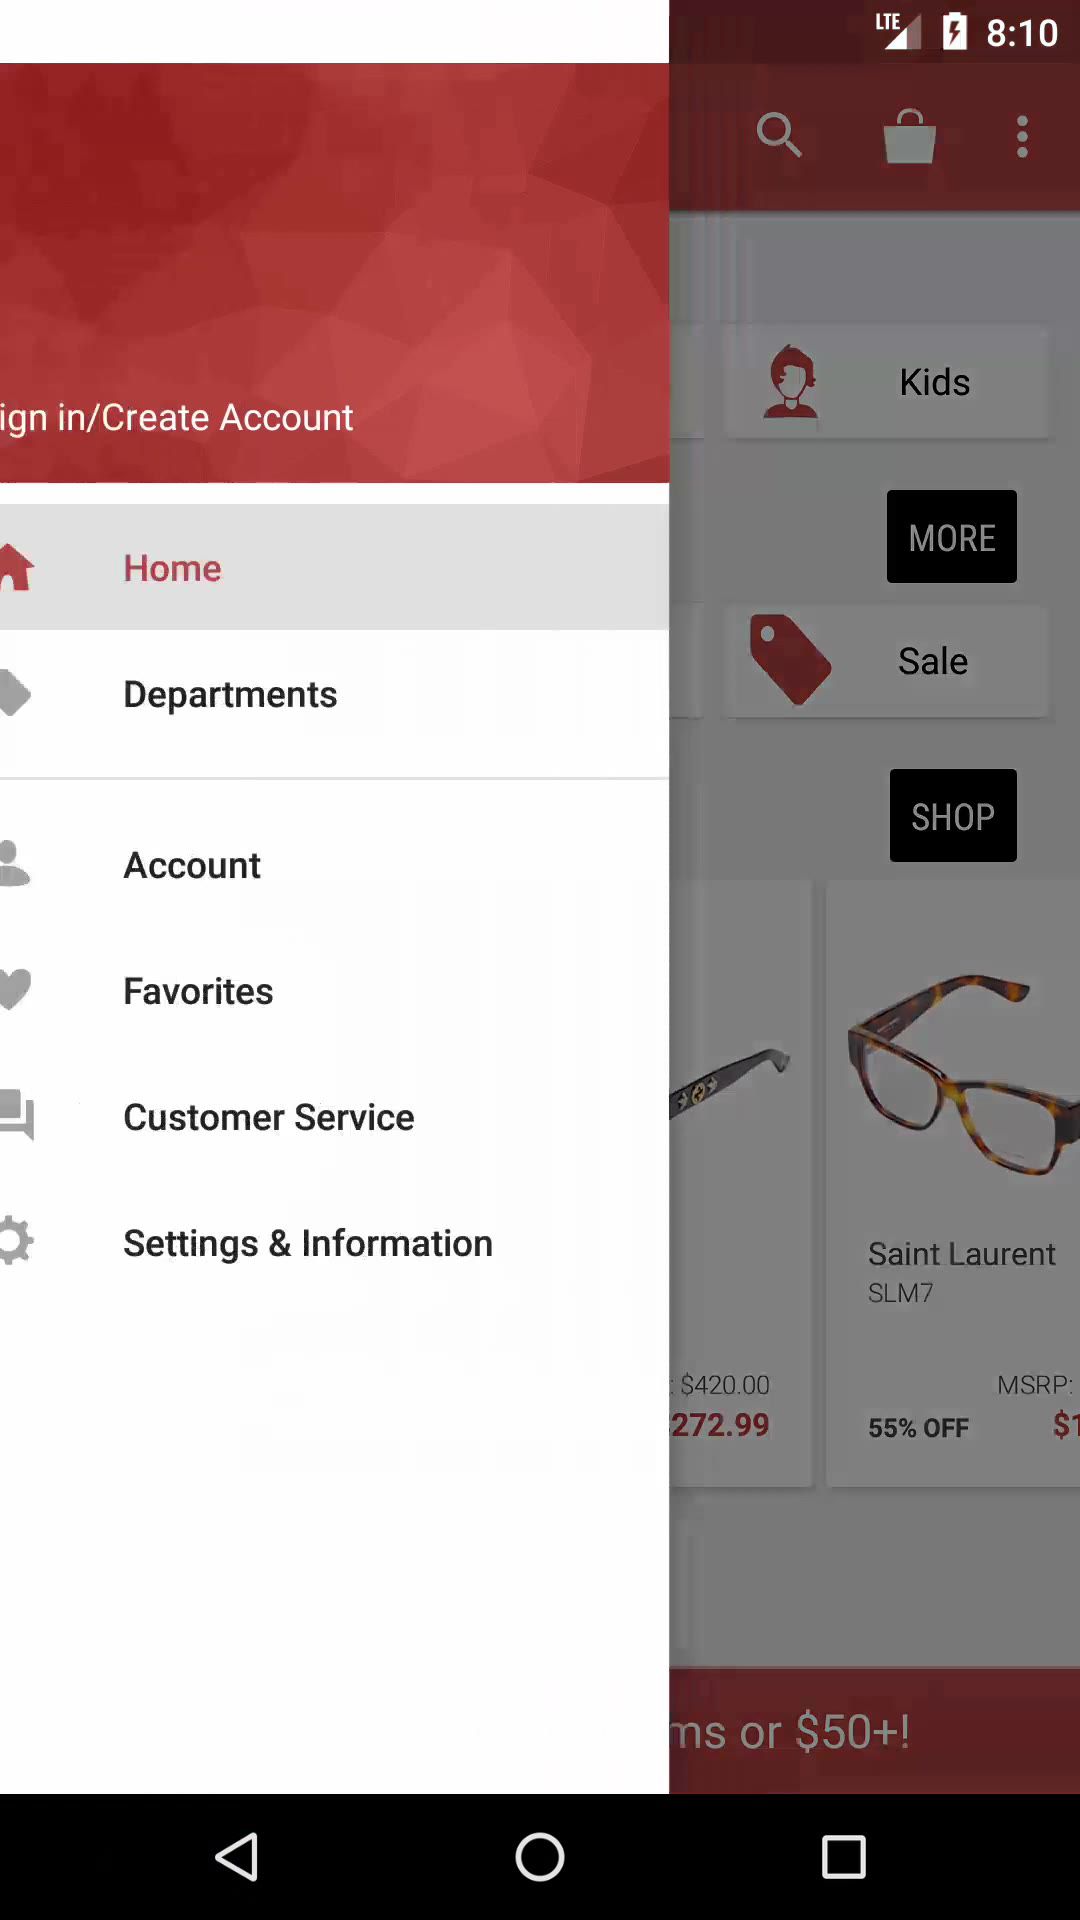 LTE 8:10
ign in/Create Account
Kids
Home
MORE
Departments
Sale
SHOP
Account
Favorites
Customer Service
Settings & Information
Saint Laurent
SLM7
: $420.00
272.99
MSRP:
55% OFF
$1
ms or $50+!